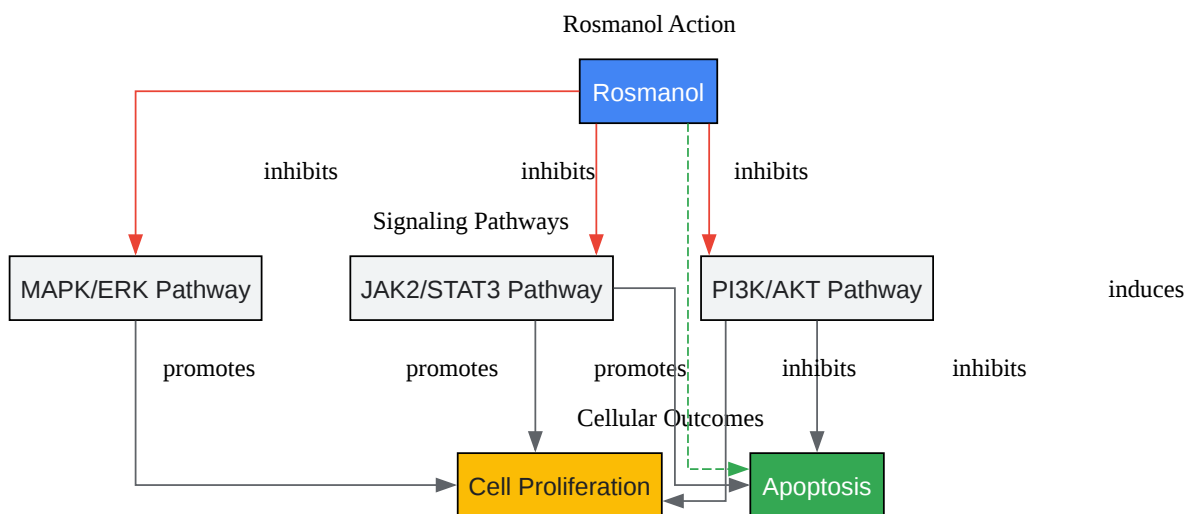 Rosmanol Action
Rosmanol
inhibits
inhibits
inhibits
Signaling Pathways
MAPK/ERK Pathway
JAK2/STAT3 Pathway
PI3K/AKT Pathway
induces
promotes
promotes
promotes
inhibits
inhibits
Cellular Outcomes
Cell Proliferation
Apoptosis